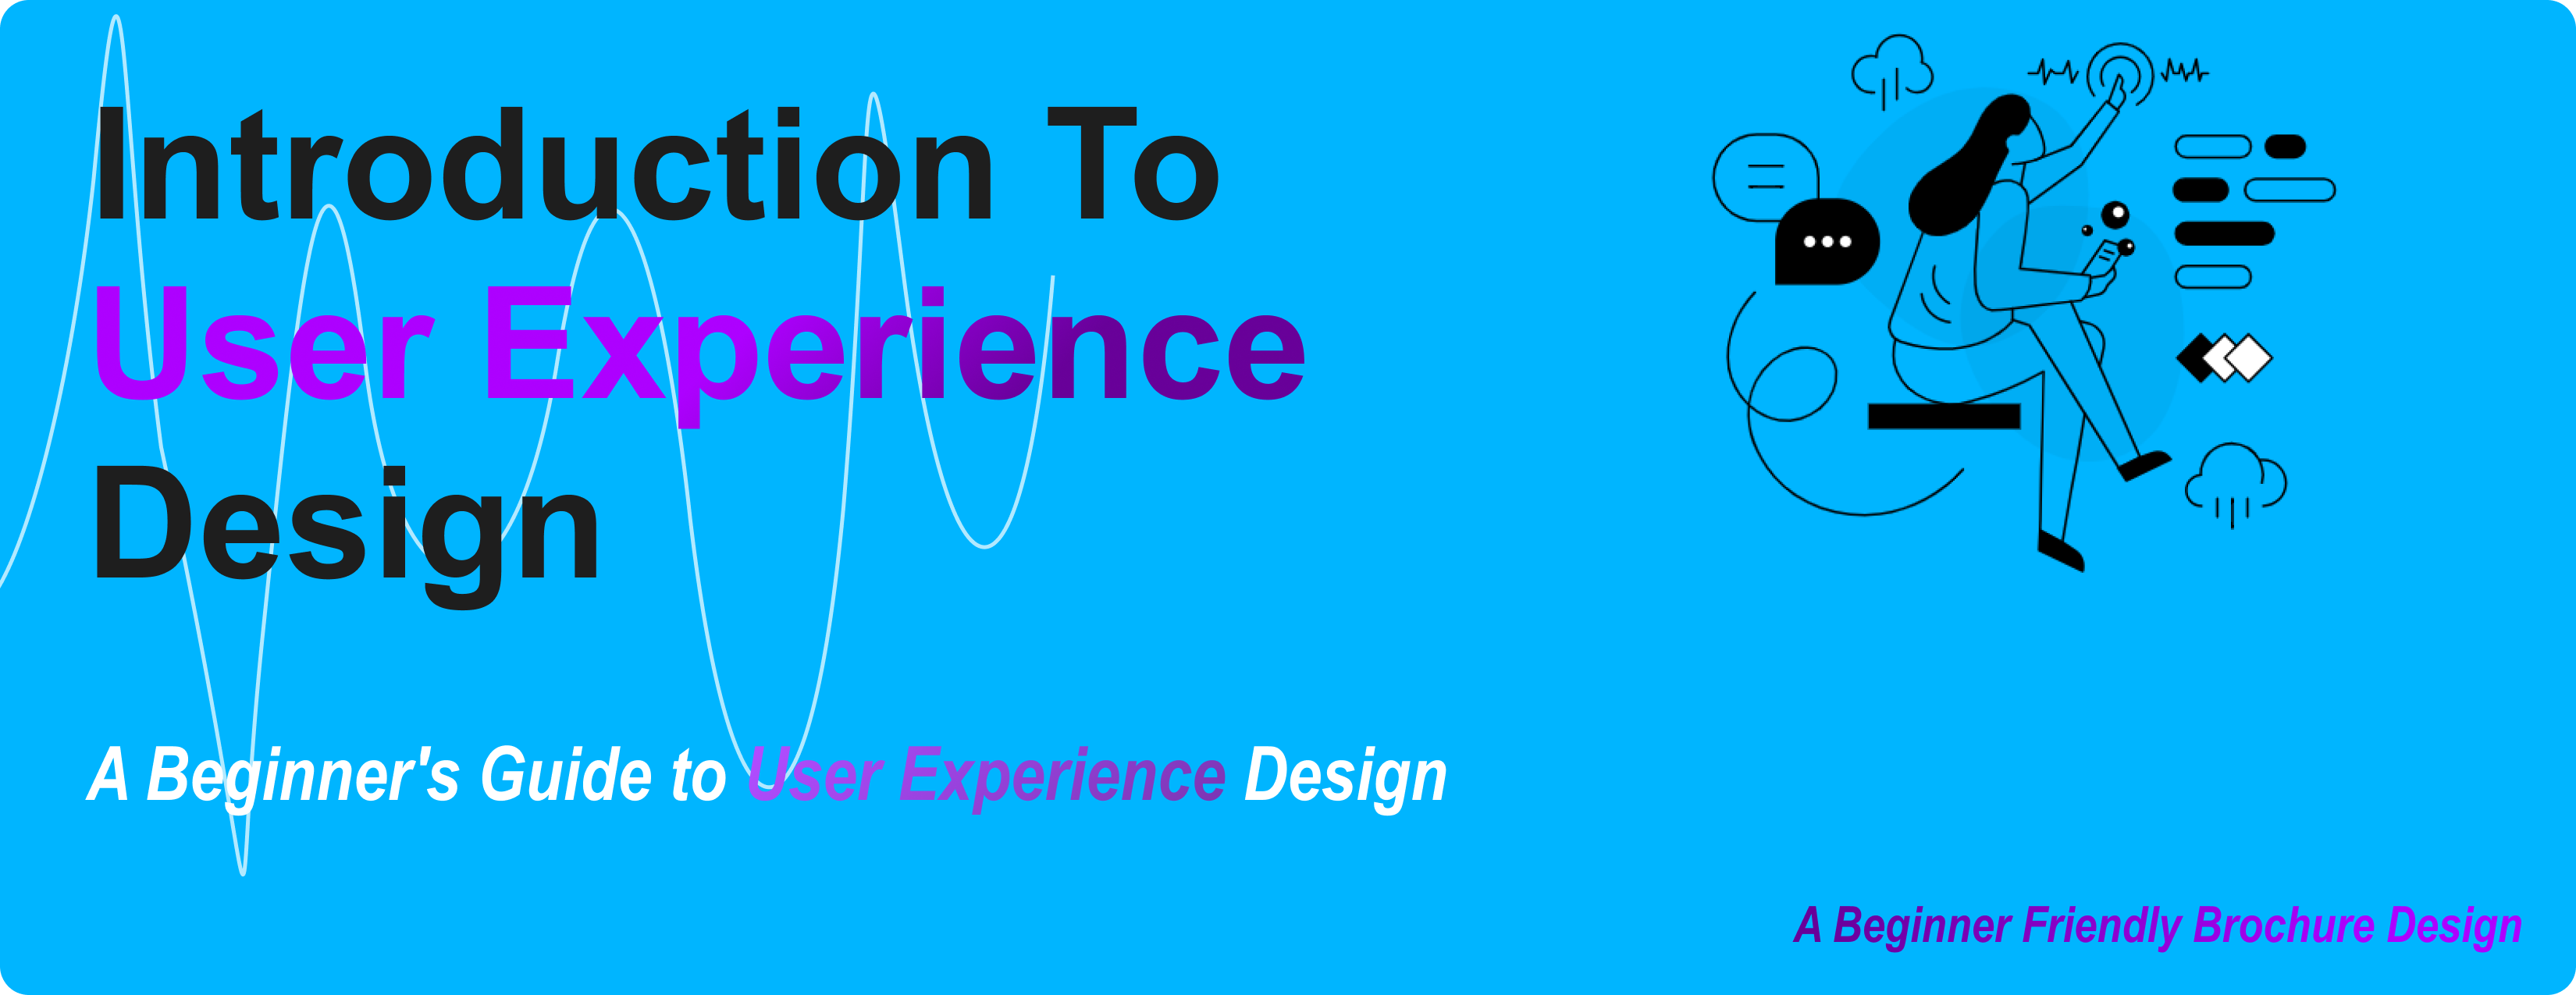 Introduction To
User Experience
Design
A Beginner's Guide to User Experience Design
A Beginner Friendly Brochure Design